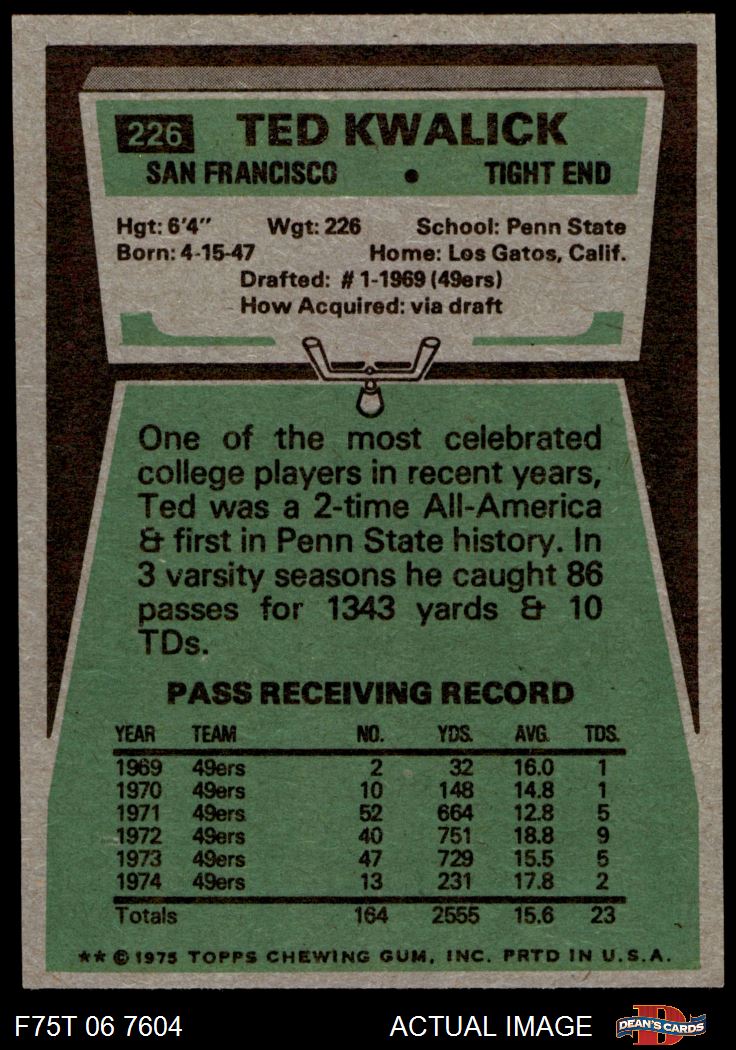 226 TED KWALICK
SAN FRANCISCO • TIGHT END
Hgt: 6'4" Wgt: 226 School: Penn State
Born: 4-15-47 Home: Los Gatos, Calif.
Drafted: #1-1969 (49ers)
How Acquired: via draft
One of the most celebrated
college players in recent years,
Ted was a 2-time All-America
& first in Penn State history. In
3 varsity seasons he caught 86
passes for 1343 yards & 10
TDs.
PASS RECEIVING RECORD
YEAR TEAM NO. YDS. AVG. TDS.
1969 49ers 2 32 16.0 1
1970 49ers 10 148 14.8 1
1971 49ers 52 664 12.8 5
1972 49ers 40 751 18.8 9
1973 49ers 47 729 15.5 5
1974 49ers 13 231 17.8 2
Totals 164 2555 15.6 23
** © 1975 TOPPS CHEWING GUM, INC. PRTD IN U.S.A.
F75T 06 7604 ACTUAL IMAGE D DEAN'S CARDS